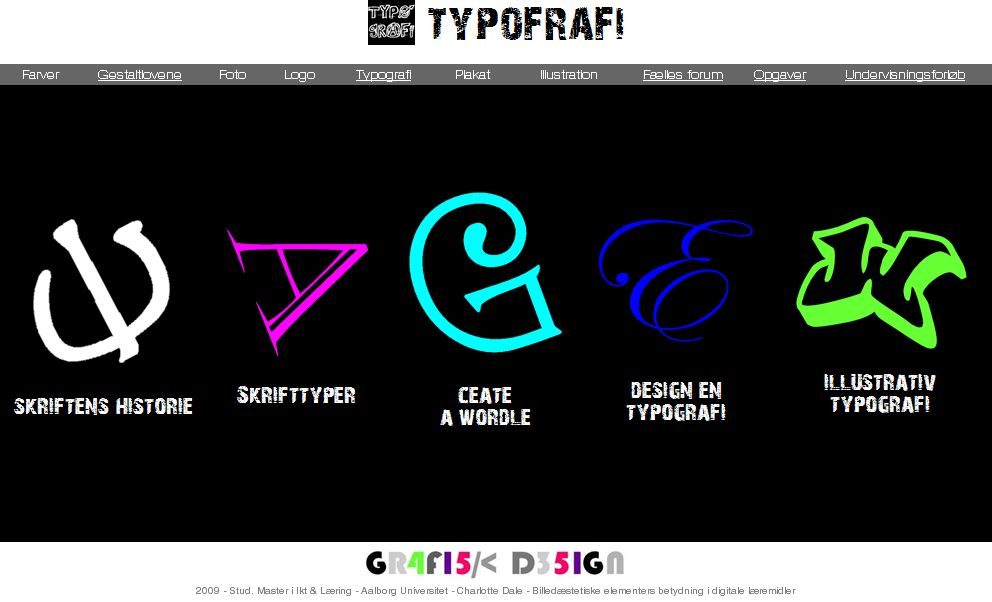 TYPO
GRAFI
TYPOFRAFI
Farver Gestaltlovene Foto Logo Typografi Plakat Illustration Fælles forum Opgaver Undervisningsforløb
SKRIFTENS HISTORIE
SKRIFTTYPER
CEATE
A WORDLE
DESIGN EN
TYPOGRAFI
ILLUSTRATIV
TYPOGRAFI
GR4FI5/< D35IGN
2009 - Stud. Master i Ikt & Læring - Aalborg Universitet - Charlotte Dale - Billedæstetiske elementers betydning i digitale læremidler